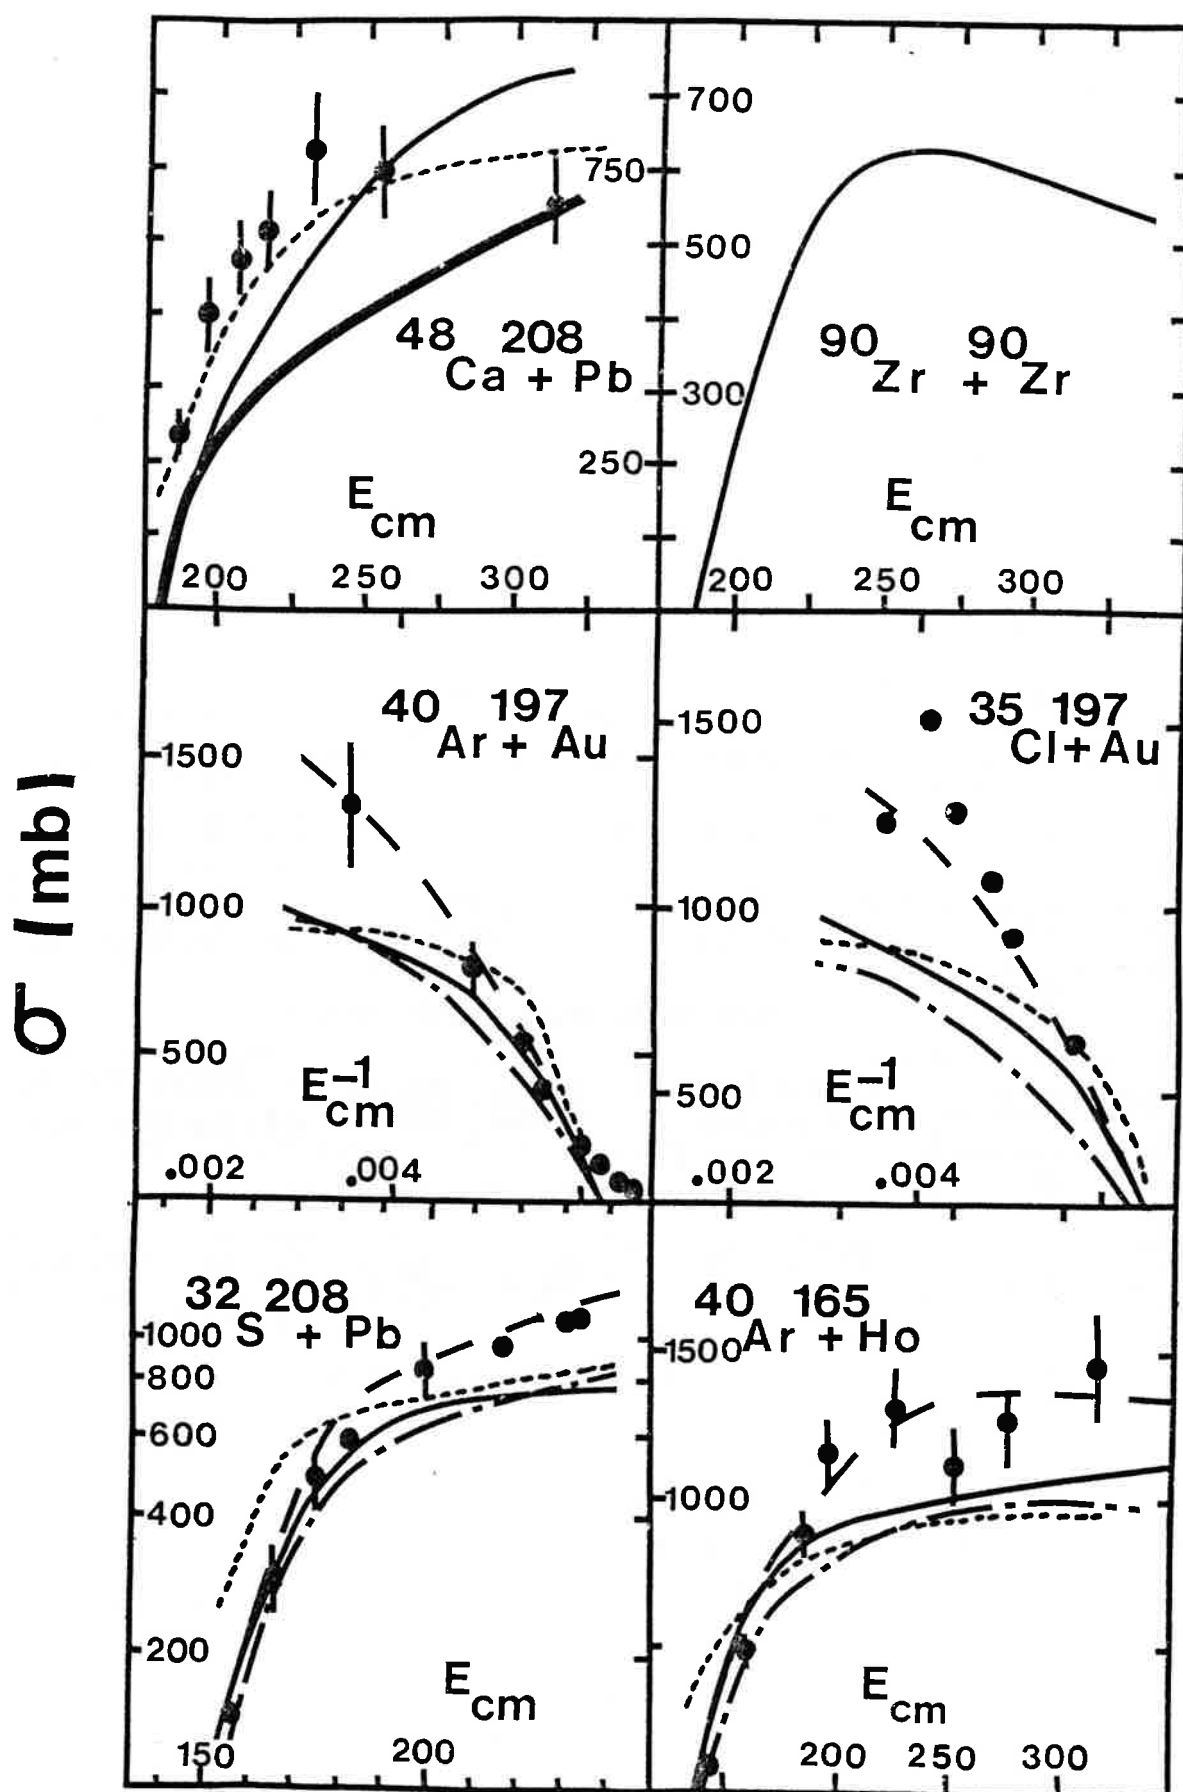 σ (mb)
700
750
500
300
250
48 208
Ca + Pb
E
cm
200 250 300
90 90
Zr + Zr
E
cm
200 250 300
40 197
Ar + Au
1500
1000
500
E⁻¹
cm
.002 .004
35 197
Cl + Au
1500
1000
500
E⁻¹
cm
.002 .004
32 208
S + Pb
1000
800
600
400
200
E
cm
150 200
40 165
Ar + Ho
1500
1000
E
cm
200 250 300